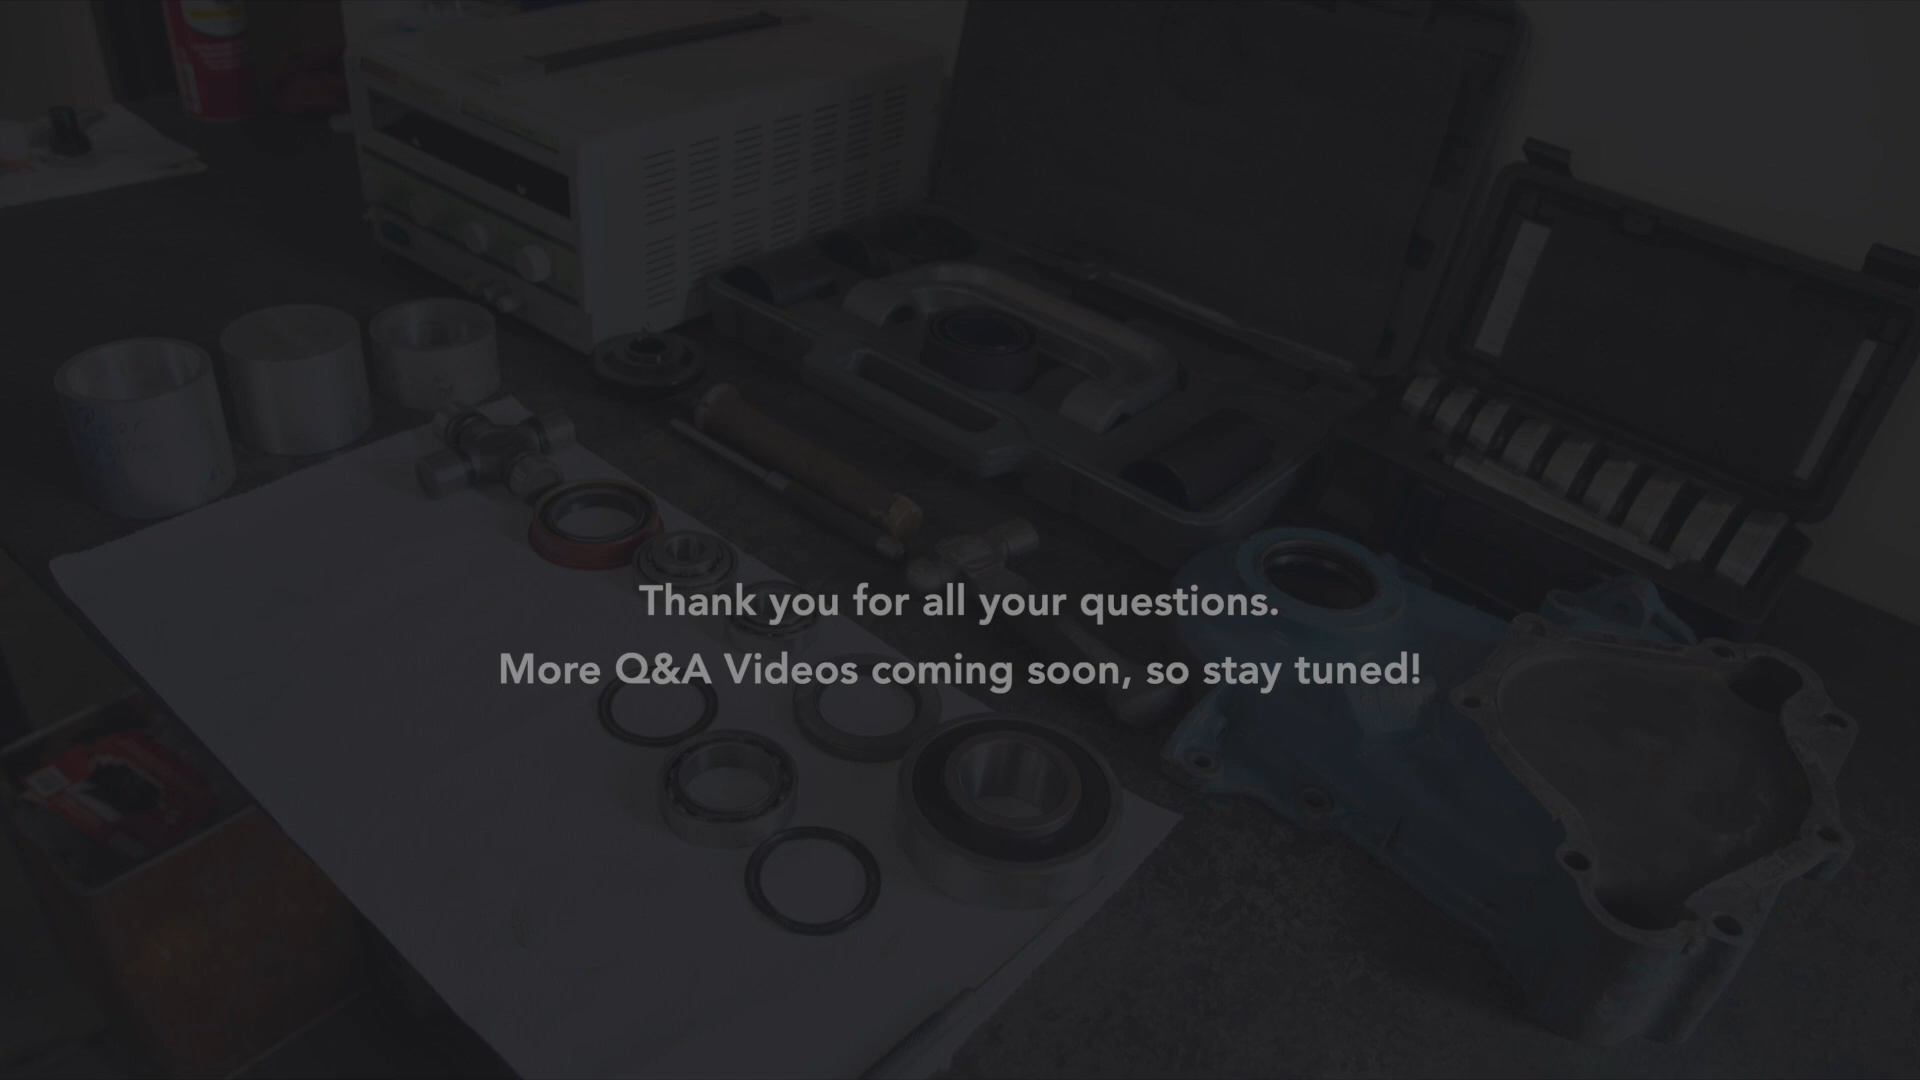 Thank you for all your questions.
More Q&A Videos coming soon, so stay tuned!